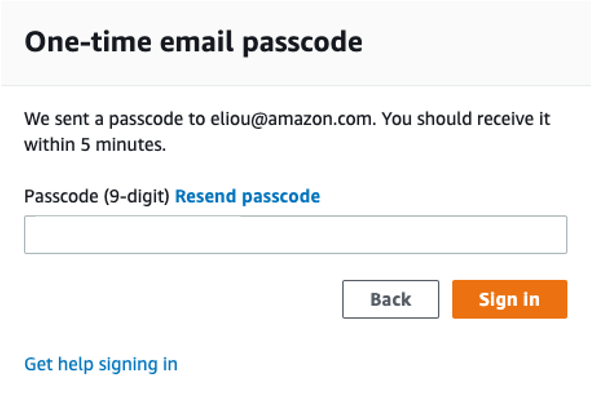 One-time email passcode
We sent a passcode to eliou@amazon.com. You should receive it
within 5 minutes.
Passcode (9-digit) Resend passcode
Back Sign in
Get help signing in